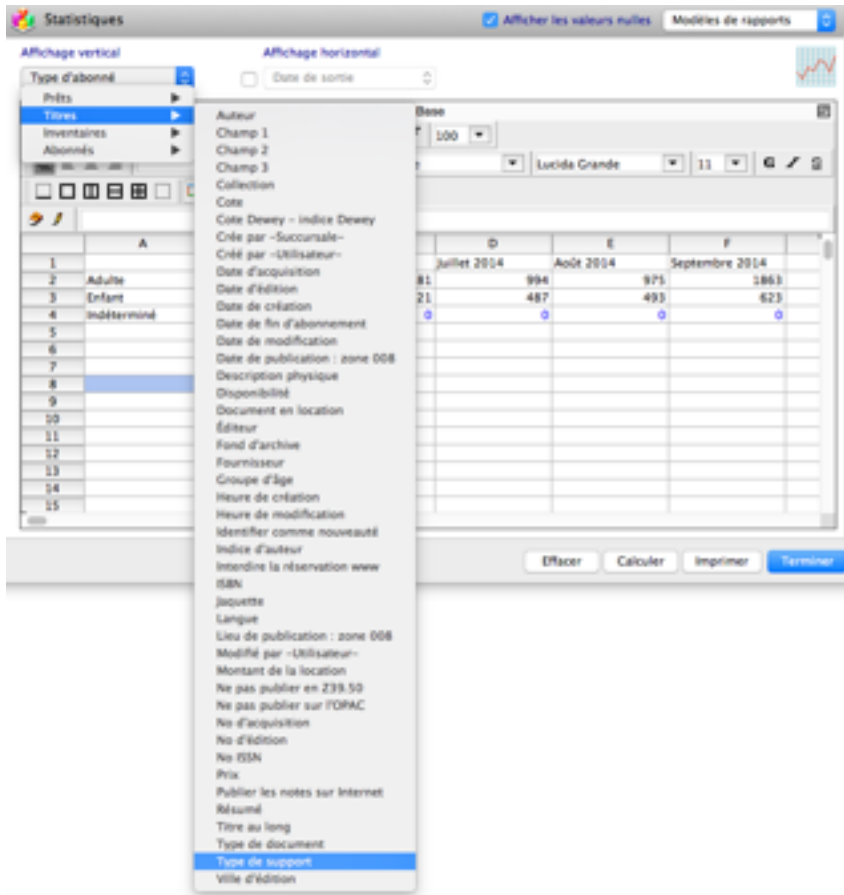 Statistiques
Afficher les valeurs nulles
Modèles de rapports
Affichage vertical
Affichage horizontal
Type d'abonné
Date de sortie
Prêts
Titres
Inventaires
Abonnés
Base
100
Lucida Grande
11
G
A
D
E
F
Juillet 2014
Août 2014
Septembre 2014
1
2 Adulte 81 994 975 1863
3 Enfant 21 487 493 623
4 Indéterminé 0 0 0 0
5
6
7
8
9
10
11
12
13
14
15
Auteur
Champ 1
Champ 2
Champ 3
Collection
Cote
Cote Dewey – indice Dewey
Crée par –Succursale–
Créé par –Utilisateur–
Date d'acquisition
Date d'édition
Date de création
Date de fin d'abonnement
Date de modification
Date de publication : zone 008
Description physique
Disponibilité
Document en location
Éditeur
Fond d'archive
Fournisseur
Groupe d'âge
Heure de création
Heure de modification
Identifier comme nouveauté
Indice d'auteur
Interdire la réservation www
ISBN
Jaquette
Langue
Lieu de publication : zone 008
Modifié par –Utilisateur–
Montant de la location
Ne pas publier en Z39.50
Ne pas publier sur l'OPAC
No d'acquisition
No d'édition
No ISSN
Prix
Publier les notes sur Internet
Résumé
Titre au long
Type de document
Type de support
Ville d'édition
Effacer
Calculer
Imprimer
Terminer